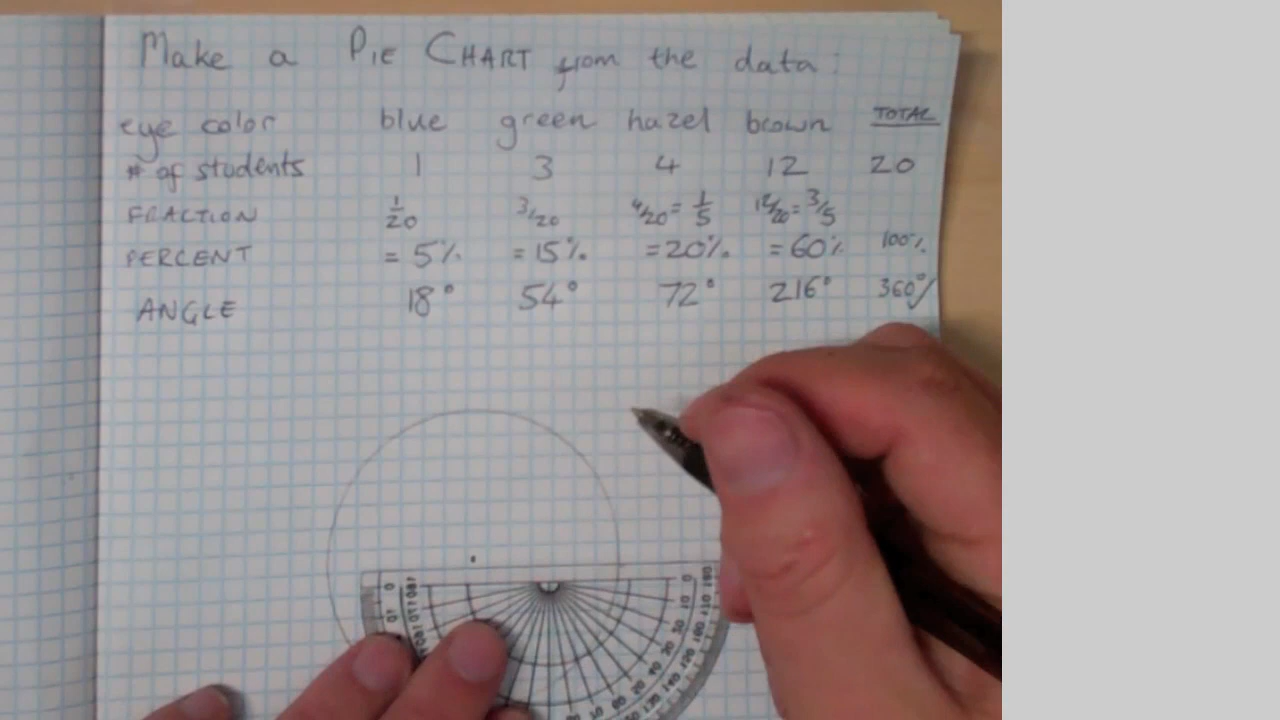 Make a PIE CHART from the data:
eye color blue green hazel brown TOTAL
# of students 1 3 4 12 20
FRACTION 1/20 3/20 4/20 = 1/5 12/20 = 3/5
PERCENT = 5% = 15% = 20% = 60% 100%
ANGLE 18° 54° 72° 216° 360°